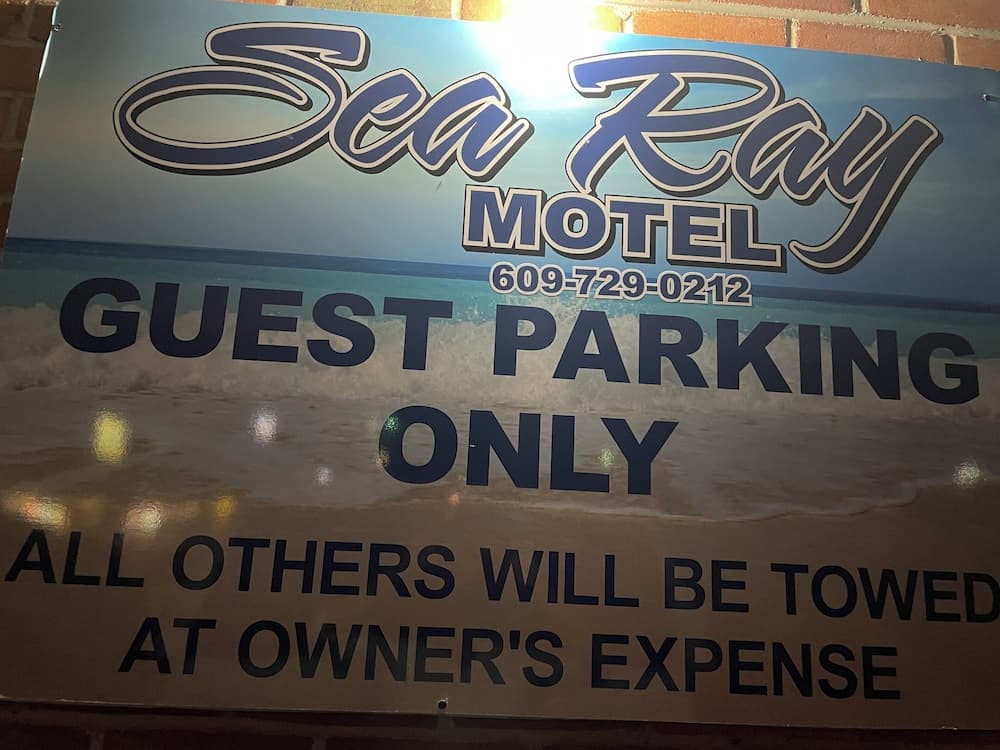 Sea Ray
MOTEL
609-729-0212
GUEST PARKING
ONLY
ALL OTHERS WILL BE TOWED
AT OWNER'S EXPENSE